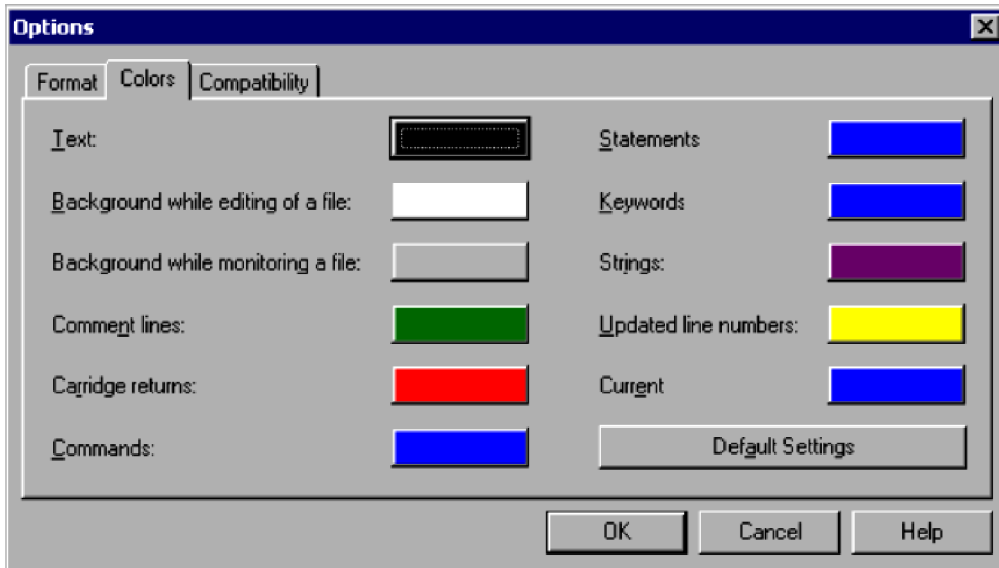 Options
Format Colors Compatibility
Text:
Background while editing of a file:
Background while monitoring a file:
Comment lines:
Carridge returns:
Commands:
Statements
Keywords
Strings:
Updated line numbers:
Current
Default Settings
OK Cancel Help